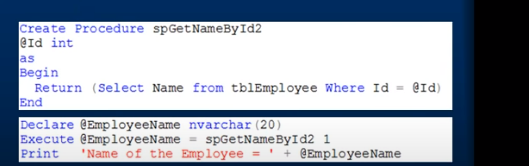 Create Procedure spGetNameById2
@Id int
as
Begin
Return (Select Name from tblEmployee Where Id = @Id)
End
Declare @EmployeeName nvarchar(20)
Execute @EmployeeName = spGetNameById2 1
Print 'Name of the Employee = ' + @EmployeeName